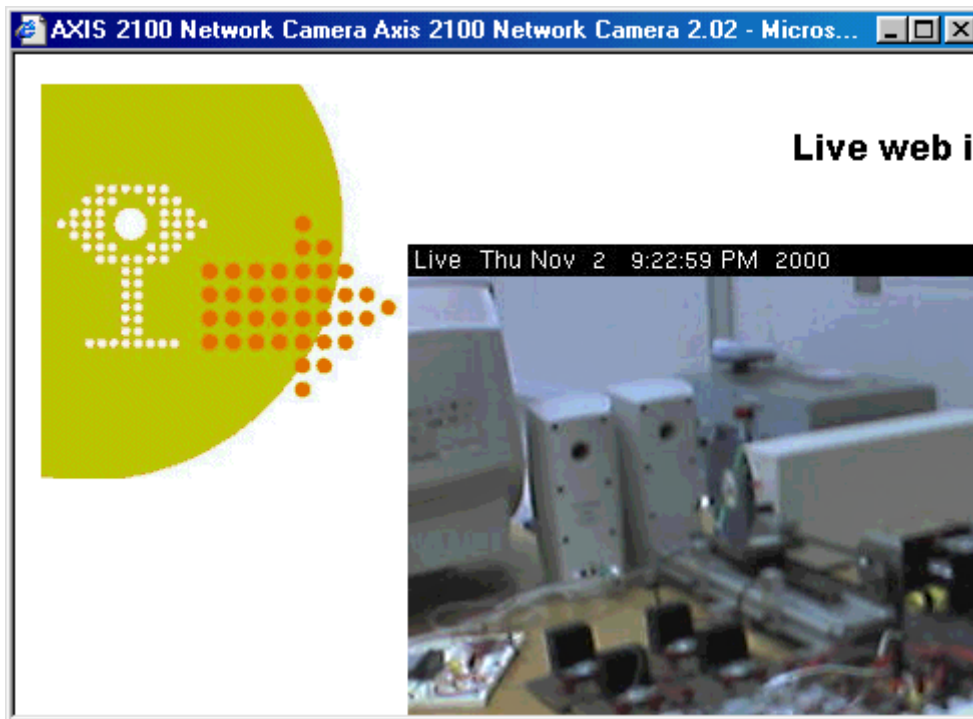 AXIS 2100 Network Camera Axis 2100 Network Camera 2.02 - Micros...
Live web i
Live Thu Nov 2 9:22:59 PM 2000